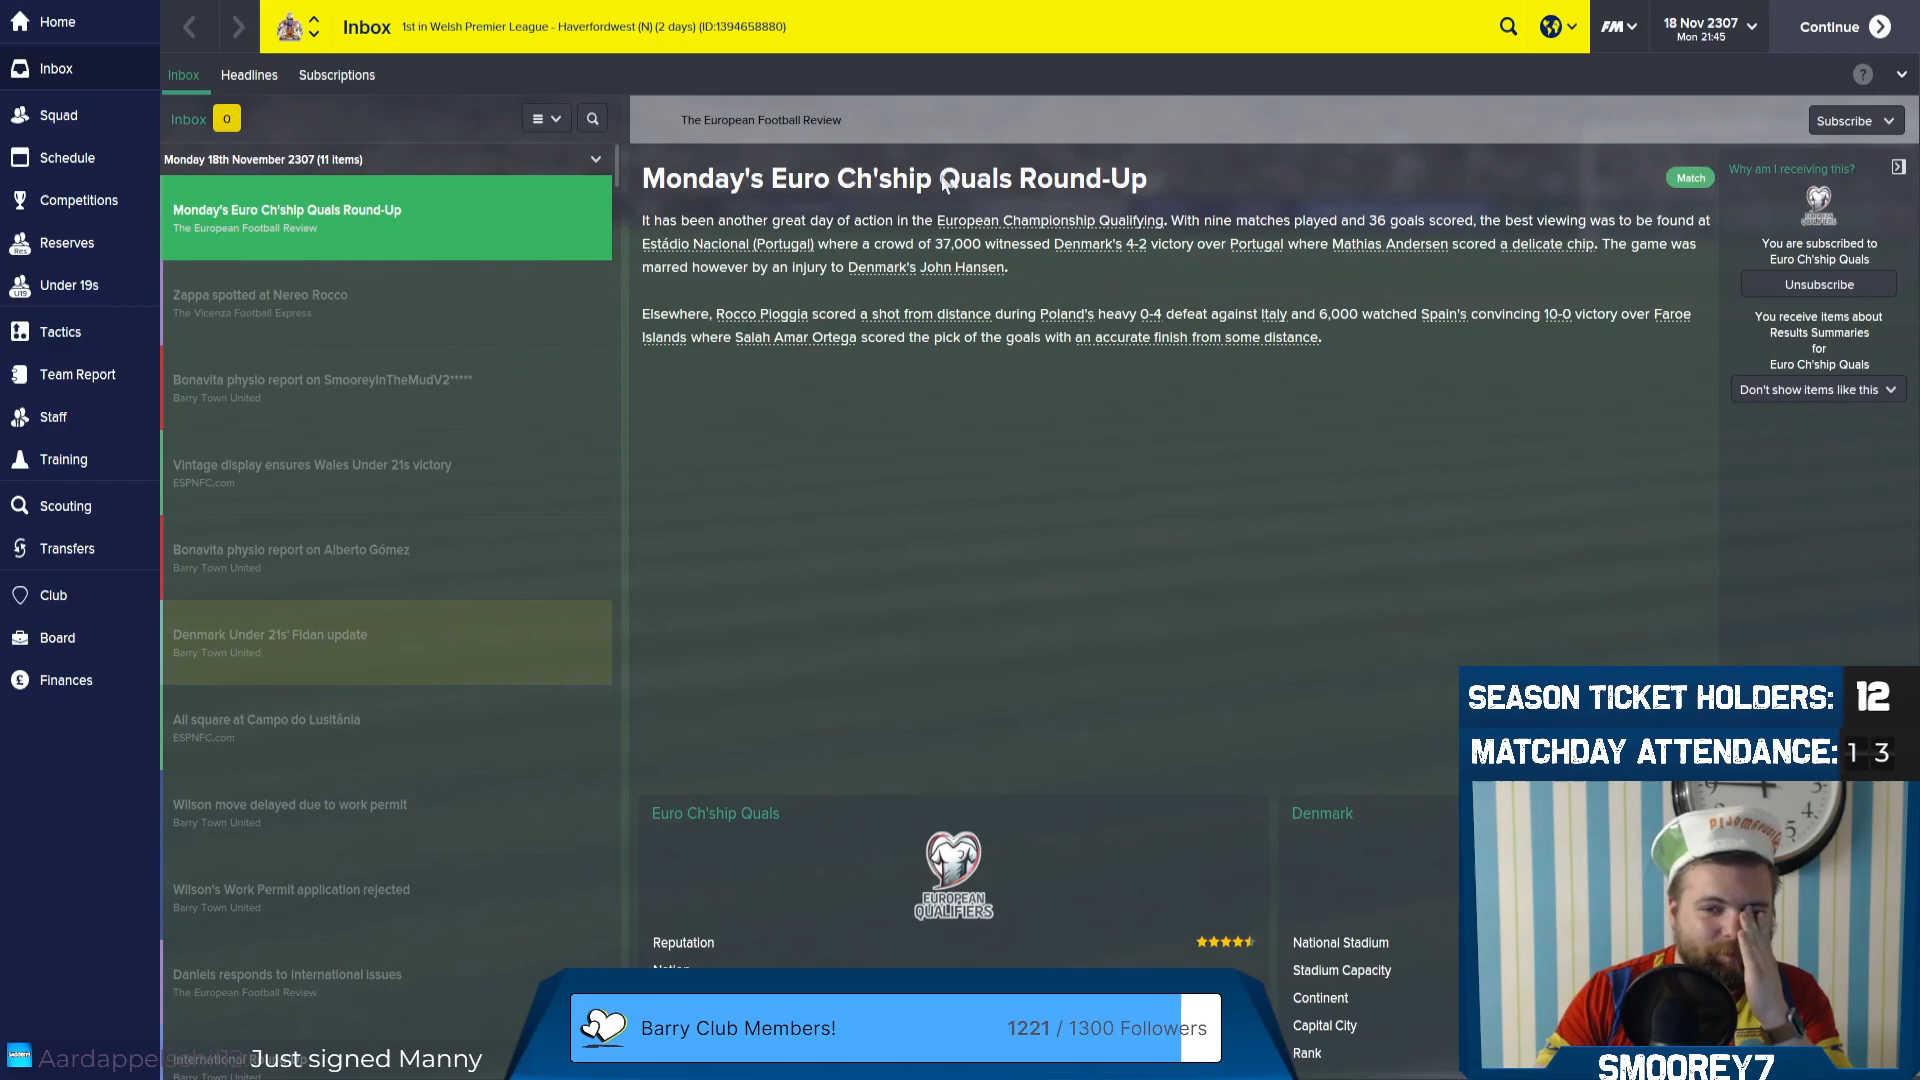 Home
Inbox
Squad
Schedule
Competitions
Reserves
Under 19s
Tactics
Team Report
Staff
Training
Scouting
Transfers
Club
Board
Finances
Inbox 1st in Welsh Premier League - Haverfordwest (N) (2 days) (ID:1394658880)
FM
18 Nov 2307
Mon 21:45
Continue
Inbox Headlines Subscriptions
Inbox 0
Monday 18th November 2307 (11 items)
Monday's Euro Ch'ship Quals Round-Up
The European Football Review
Zappa spotted at Nereo Rocco
The Vicenza Football Express
Bonavita physio report on SmooreyInTheMudV2*****
Barry Town United
Vintage display ensures Wales Under 21s victory
ESPNFC.com
Bonavita physio report on Alberto Gómez
Barry Town United
Denmark Under 21s' Fidan update
Barry Town United
All square at Campo do Lusitânia
ESPNFC.com
Wilson move delayed due to work permit
Barry Town United
Wilson's Work Permit application rejected
Barry Town United
Daniels responds to international issues
The European Football Review
Barry Town United
The European Football Review
Subscribe
Monday's Euro Ch'ship Quals Round-Up
Match
It has been another great day of action in the European Championship Qualifying. With nine matches played and 36 goals scored, the best viewing was to be found at
Estádio Nacional (Portugal) where a crowd of 37,000 witnessed Denmark's 4-2 victory over Portugal where Mathias Andersen scored a delicate chip. The game was
marred however by an injury to Denmark's John Hansen.
Elsewhere, Rocco Pioggia scored a shot from distance during Poland's heavy 0-4 defeat against Italy and 6,000 watched Spain's convincing 10-0 victory over Faroe
Islands where Salah Amar Ortega scored the pick of the goals with an accurate finish from some distance.
Why am I receiving this?
You are subscribed to
Euro Ch'ship Quals
Unsubscribe
You receive items about
Results Summaries
for
Euro Ch'ship Quals
Don't show items like this
Euro Ch'ship Quals
EUROPEAN
QUALIFIERS
Reputation
Denmark
National Stadium
Stadium Capacity
Continent
Capital City
Rank
SEASON TICKET HOLDERS: 12
MATCHDAY ATTENDANCE: 13
SMOOREY7
Barry Club Members! 1221 / 1300 Followers
Just signed Manny